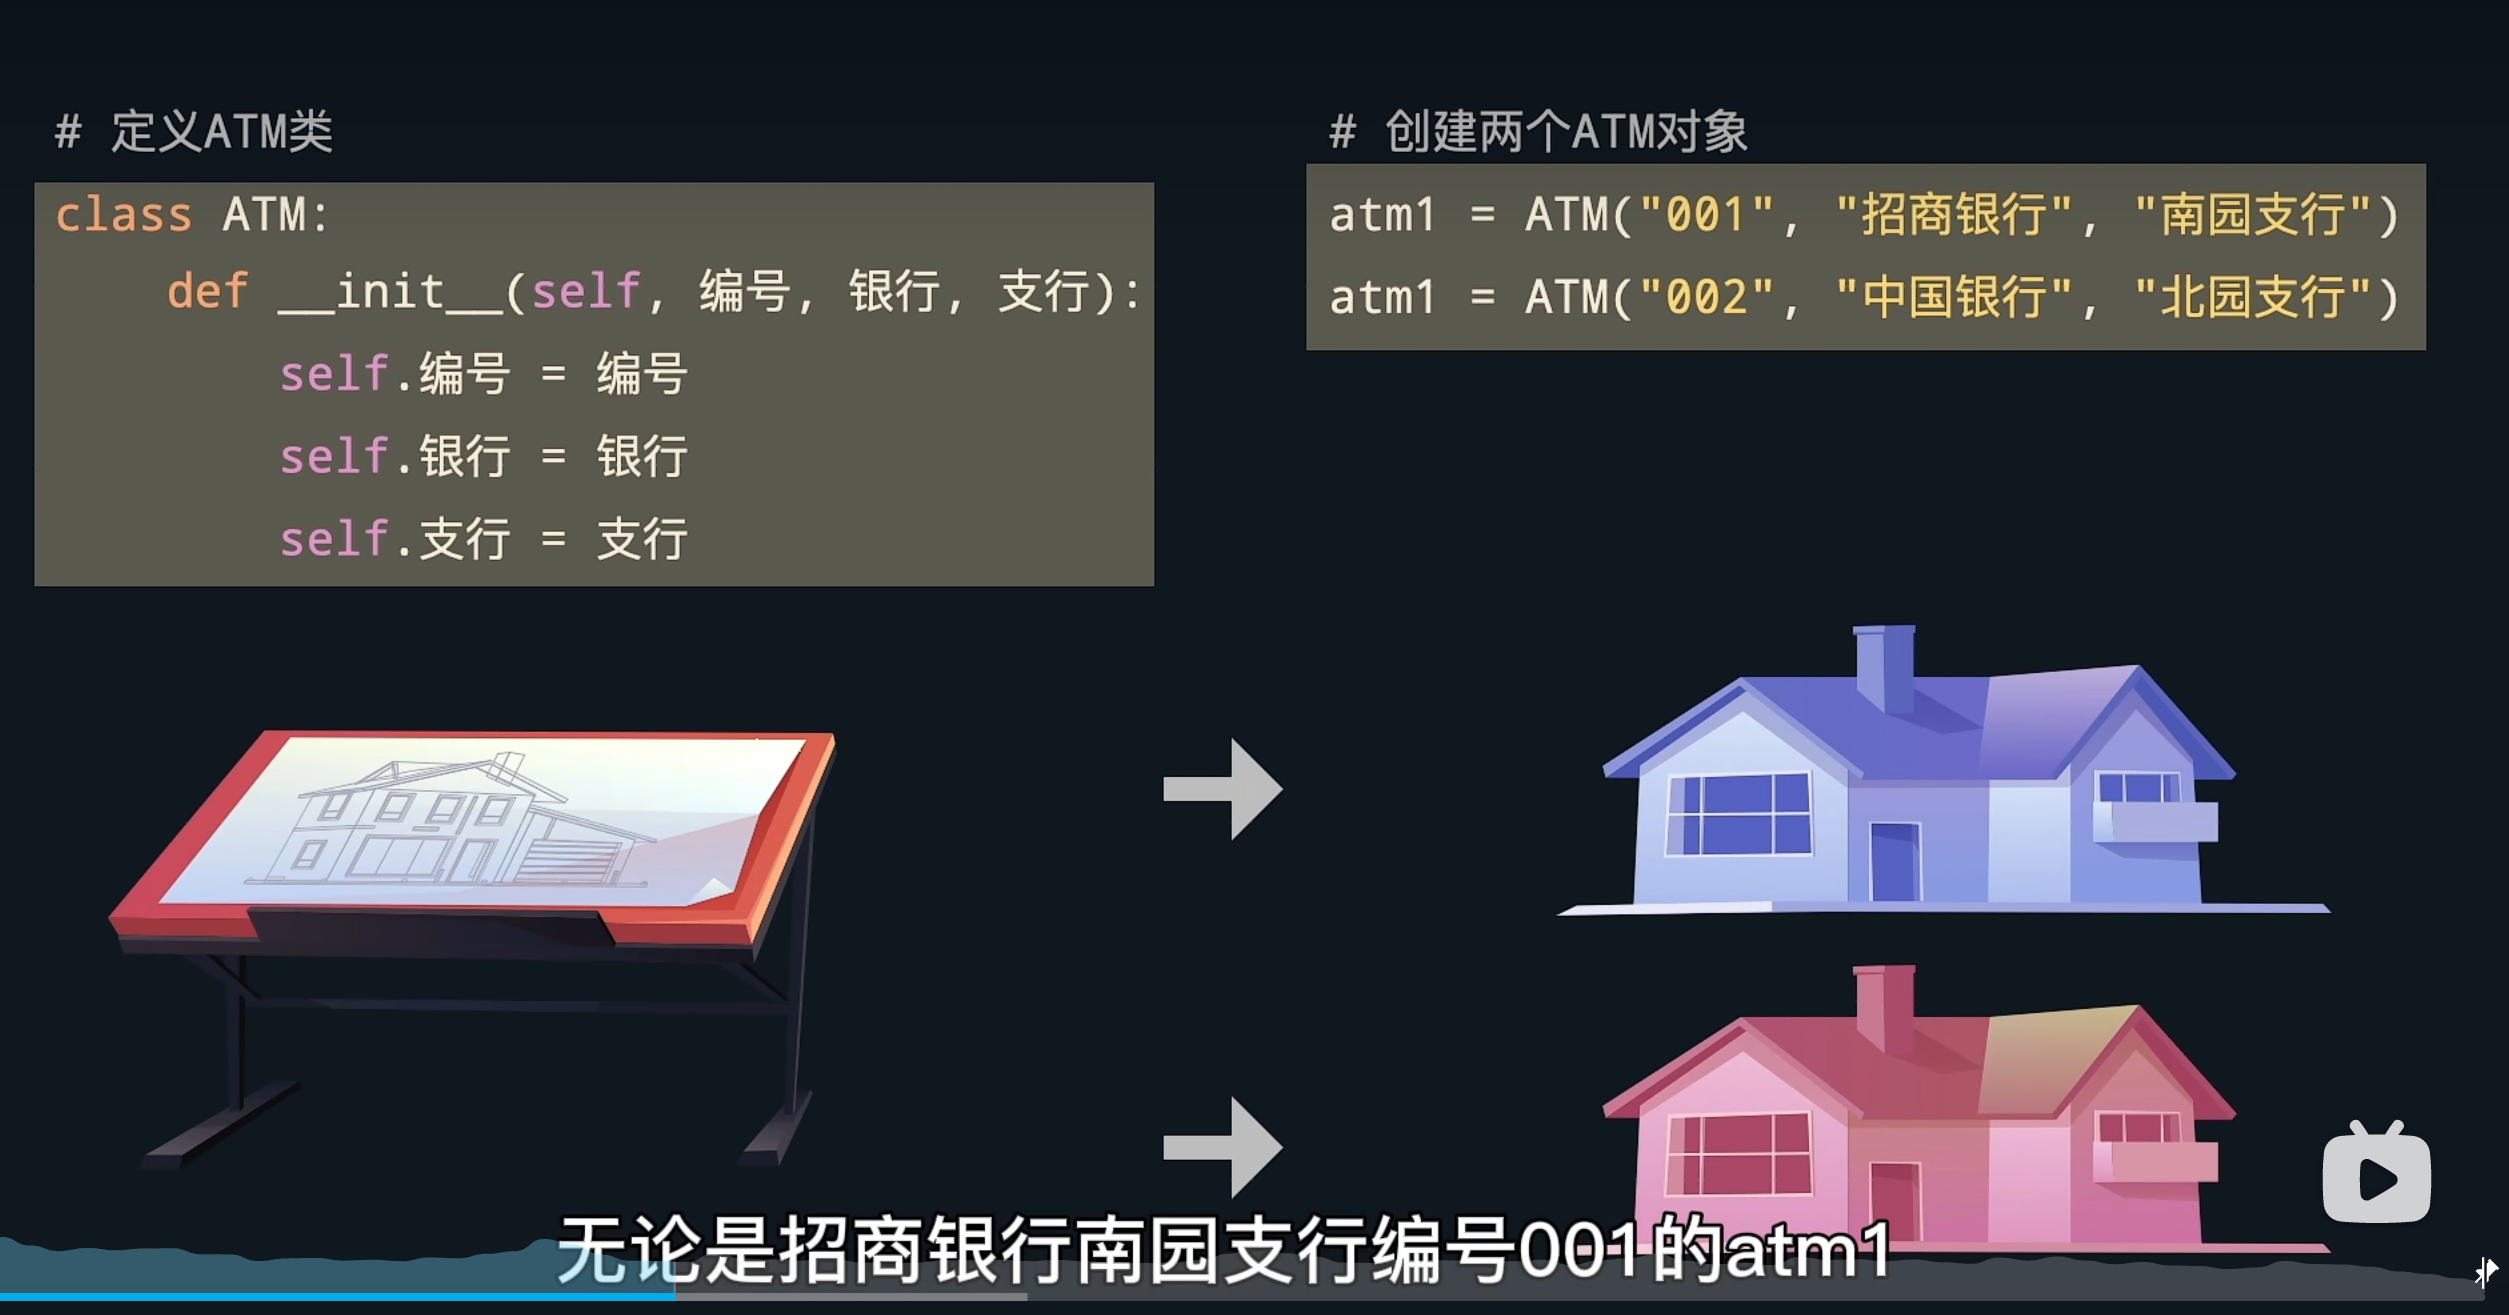 # 定义ATM类
class ATM:
def __init__(self, 编号, 银行, 支行):
self.编号 = 编号
self.银行 = 银行
self.支行 = 支行
# 创建两个ATM对象
atm1 = ATM("001", "招商银行", "南园支行")
atm1 = ATM("002", "中国银行", "北园支行")
无论是招商银行南园支行编号001的atm1